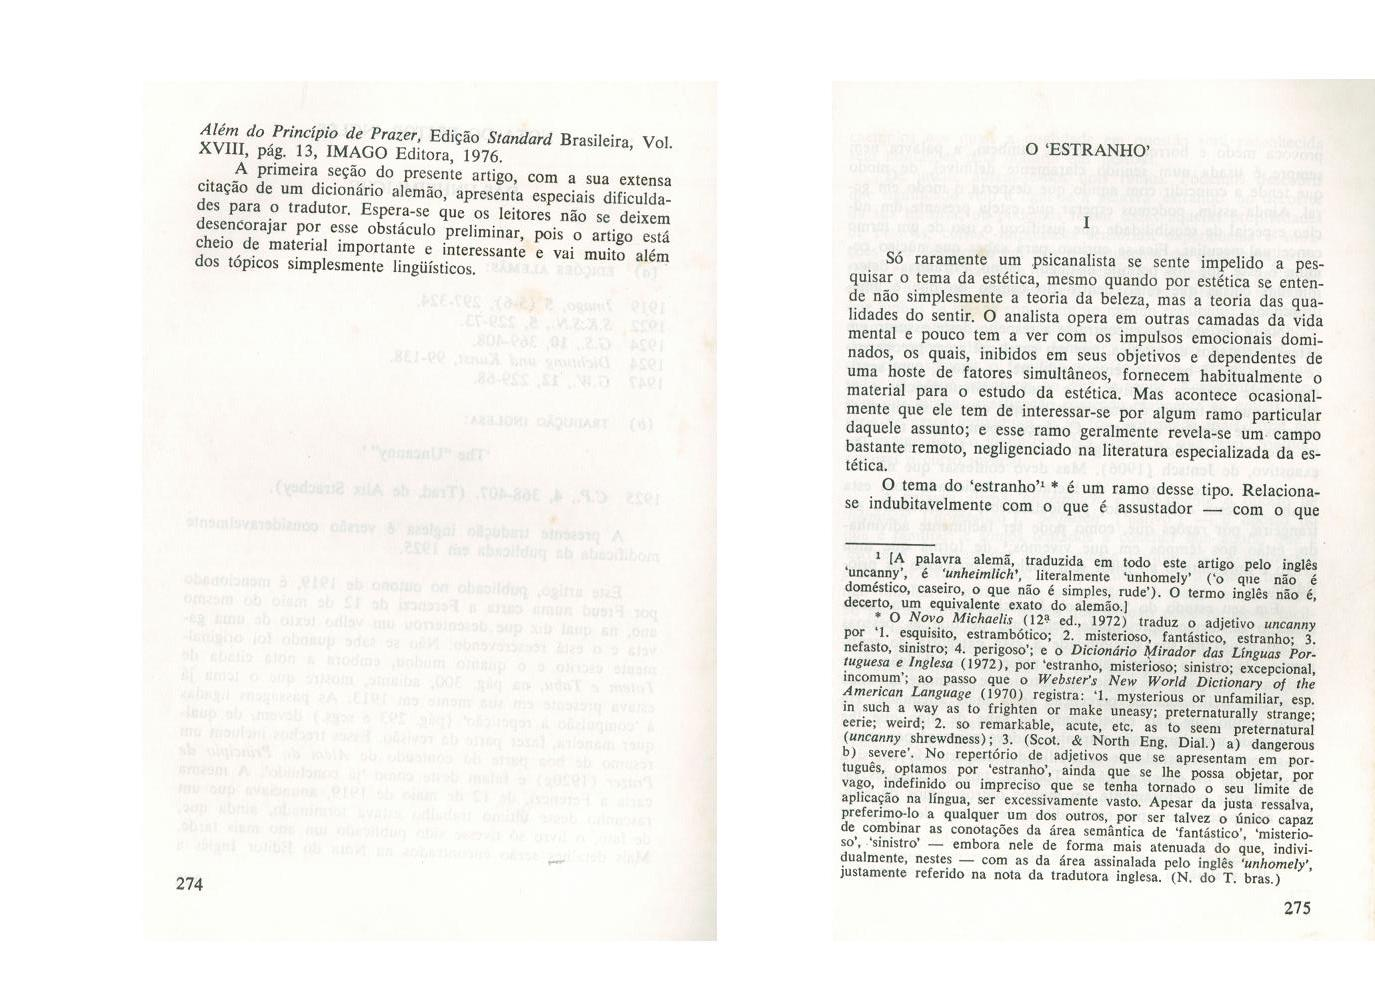 Além do Princípio de Prazer, Edição Standard Brasileira, Vol.
XVIII, pág. 13, IMAGO Editora, 1976.
A primeira seção do presente artigo, com a sua extensa
citação de um dicionário alemão, apresenta especiais dificulda-
des para o tradutor. Espera-se que os leitores não se deixem
desencorajar por esse obstáculo preliminar, pois o artigo está
cheio de material importante e interessante e vai muito além
dos tópicos simplesmente lingüísticos.
274
O ‘ESTRANHO’
I
Só raramente um psicanalista se sente impelido a pes-
quisar o tema da estética, mesmo quando por estética se enten-
de não simplesmente a teoria da beleza, mas a teoria das qua-
lidades do sentir. O analista opera em outras camadas da vida
mental e pouco tem a ver com os impulsos emocionais domi-
nados, os quais, inibidos em seus objetivos e dependentes de
uma hoste de fatores simultâneos, fornecem habitualmente o
material para o estudo da estética. Mas acontece ocasional-
mente que ele tem de interessar-se por algum ramo particular
daquele assunto; e esse ramo geralmente revela-se um campo
bastante remoto, negligenciado na literatura especializada da es-
tética.
O tema do ‘estranho’¹ * é um ramo desse tipo. Relaciona-
se indubitavelmente com o que é assustador — com o que
¹ [A palavra alemã, traduzida em todo este artigo pelo inglês
‘uncanny’, é ‘unheimlich’, literalmente ‘unhomely’ (‘o que não é
doméstico, caseiro, o que não é simples, rude’). O termo inglês não é,
decerto, um equivalente exato do alemão.]
* O Novo Michaelis (12ª ed., 1972) traduz o adjetivo uncanny
por ‘1. esquisito, estrambótico; 2. misterioso, fantástico, estranho; 3.
nefasto, sinistro; 4. perigoso’; e o Dicionário Mirador das Línguas Por-
tuguesa e Inglesa (1972), por ‘estranho, misterioso; sinistro; excepcional,
incomum’; ao passo que o Webster’s New World Dictionary of the
American Language (1970) registra: ‘1. mysterious or unfamiliar, esp.
in such a way as to frighten or make uneasy; preternaturally strange;
eerie; weird; 2. so remarkable, acute, etc. as to seem preternatural
(uncanny shrewdness); 3. (Scot. & North Eng. Dial.) a) dangerous
b) severe’. No repertório de adjetivos que se apresentam em por-
tuguês, optamos por ‘estranho’, ainda que se lhe possa objetar, por
vago, indefinido ou impreciso que se tenha tornado o seu limite de
aplicação na língua, ser excessivamente vasto. Apesar da justa ressalva,
preferimo-lo a qualquer um dos outros, por ser talvez o único capaz
de combinar as conotações da área semântica de ‘fantástico’, ‘misterio-
so’, ‘sinistro’ — embora nele de forma mais atenuada do que, indivi-
dualmente, nestes — com as da área assinalada pelo inglês ‘unhomely’,
justamente referido na nota da tradutora inglesa. (N. do T. bras.)
275